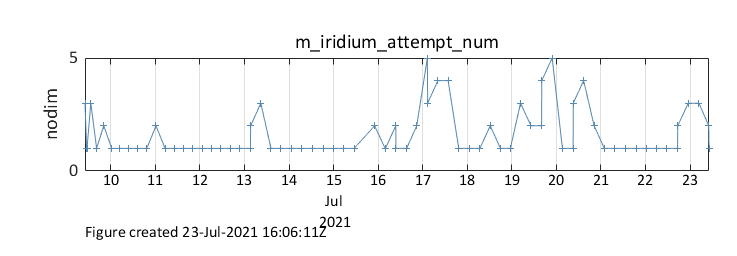 m_iridium_attempt_num
5
nodim
0
10 11 12 13 14 15 16 17 18 19 20 21 22 23
Jul
2021
Figure created 23-Jul-2021 16:06:11Z